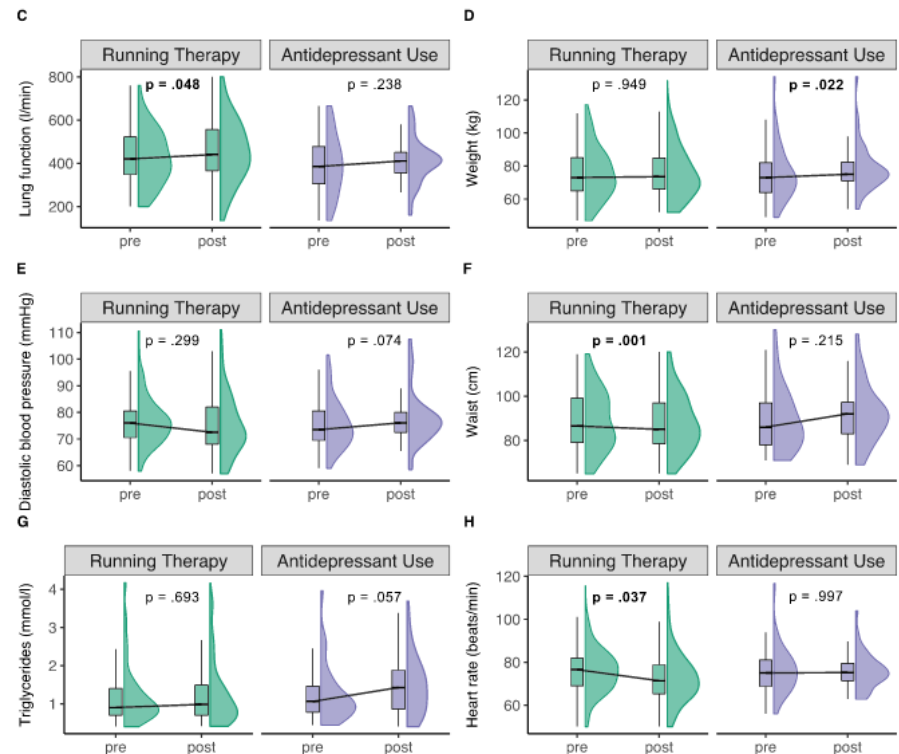 C
Running Therapy
Antidepressant Use
Lung function (l/min)
800
600
400
200
p = .048
p = .238
pre
post
pre
post
D
Running Therapy
Antidepressant Use
Weight (kg)
120
100
80
60
p = .949
p = .022
pre
post
pre
post
E
Running Therapy
Antidepressant Use
Diastolic blood pressure (mmHg)
110
100
90
80
70
60
p = .299
p = .074
pre
post
pre
post
F
Running Therapy
Antidepressant Use
Waist (cm)
120
100
80
p = .001
p = .215
pre
post
pre
post
G
Running Therapy
Antidepressant Use
Triglycerides (mmol/l)
4
3
2
1
p = .693
p = .057
pre
post
pre
post
H
Running Therapy
Antidepressant Use
Heart rate (beats/min)
120
100
80
60
p = .037
p = .997
pre
post
pre
post